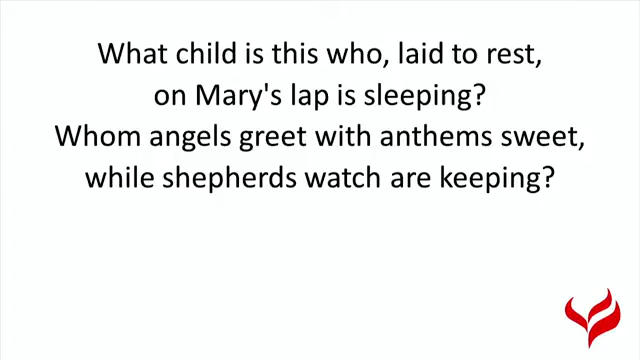 What child is this who, laid to rest,
on Mary's lap is sleeping?
Whom angels greet with anthems sweet,
while shepherds watch are keeping?